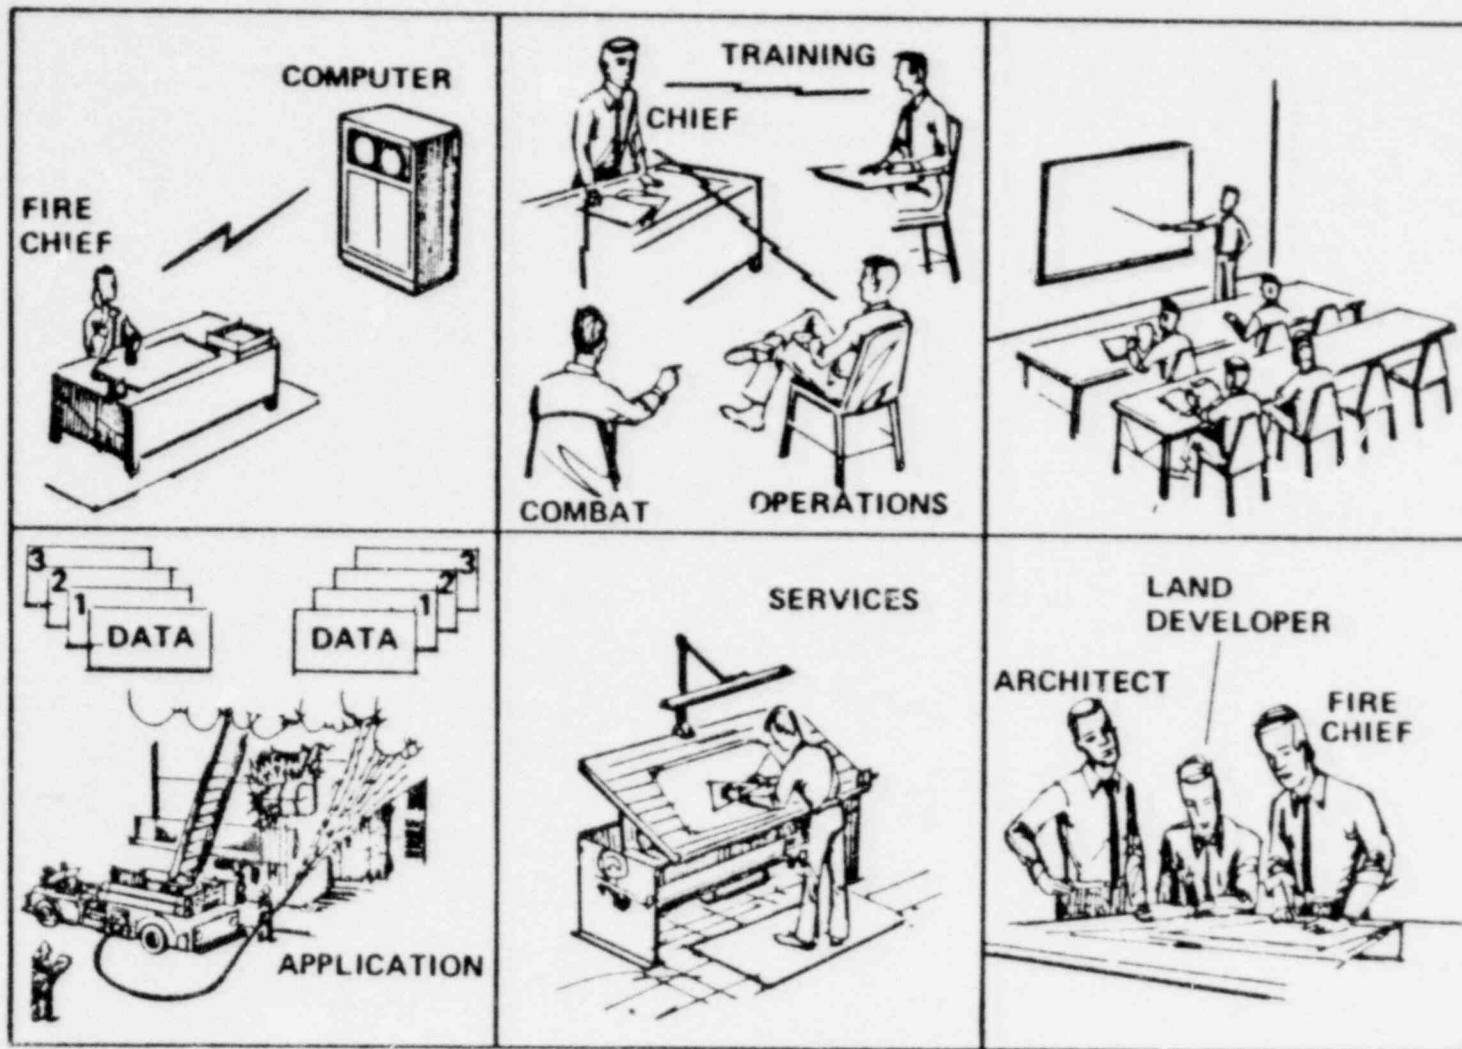 COMPUTER
FIRE
CHIEF
TRAINING
CHIEF
COMBAT
OPERATIONS
3
2
1
DATA
3
2
1
DATA
APPLICATION
SERVICES
LAND
DEVELOPER
ARCHITECT
FIRE
CHIEF